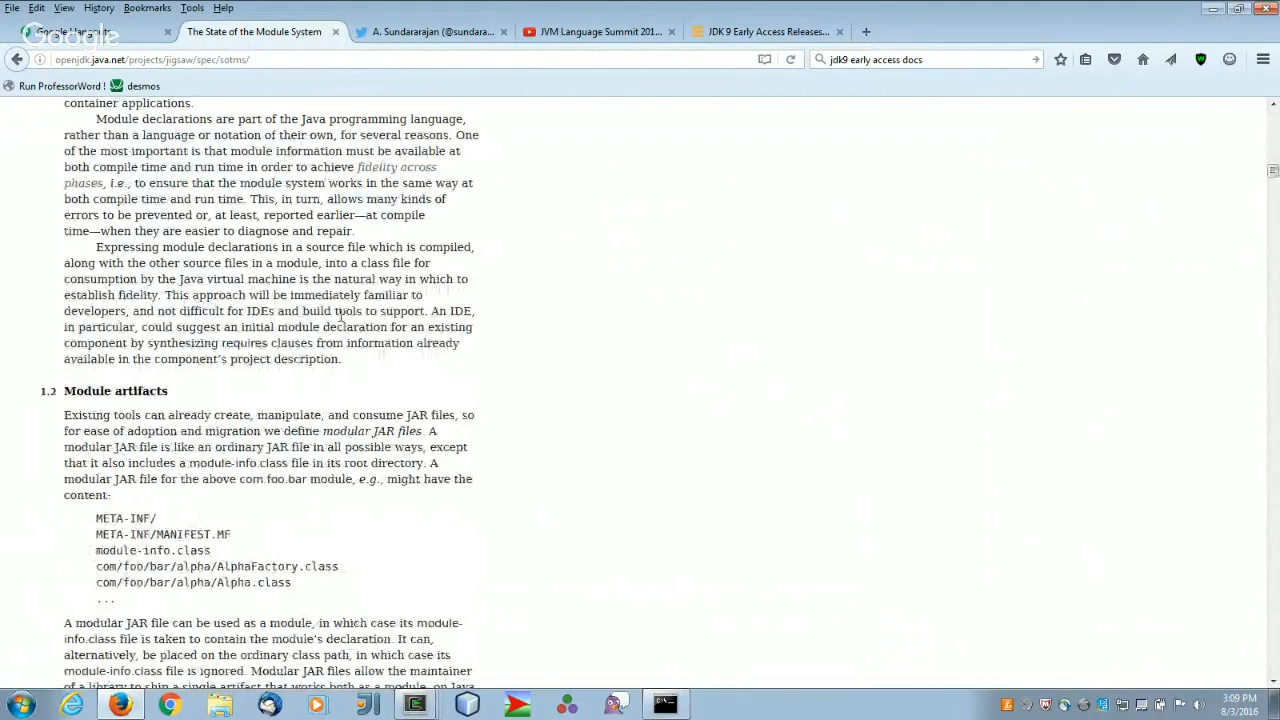 File Edit View History Bookmarks Tools Help
Google
Google Hangouts
The State of the Module System
A. Sundararajan (@sundara...
JVM Language Summit 201...
JDK 9 Early Access Releases...
openjdk.java.net/projects/jigsaw/spec/sotms/
jdk9 early access docs
Run ProfessorWord !
desmos
container applications.
Module declarations are part of the Java programming language,
rather than a language or notation of their own, for several reasons. One
of the most important is that module information must be available at
both compile time and run time in order to achieve fidelity across
phases, i.e., to ensure that the module system works in the same way at
both compile time and run time. This, in turn, allows many kinds of
errors to be prevented or, at least, reported earlier—at compile
time—when they are easier to diagnose and repair.
Expressing module declarations in a source file which is compiled,
along with the other source files in a module, into a class file for
consumption by the Java virtual machine is the natural way in which to
establish fidelity. This approach will be immediately familiar to
developers, and not difficult for IDEs and build tools to support. An IDE,
in particular, could suggest an initial module declaration for an existing
component by synthesizing requires clauses from information already
available in the component's project description.
1.2 Module artifacts
Existing tools can already create, manipulate, and consume JAR files, so
for ease of adoption and migration we define modular JAR files. A
modular JAR file is like an ordinary JAR file in all possible ways, except
that it also includes a module-info.class file in its root directory. A
modular JAR file for the above com.foo.bar module, e.g., might have the
content:
META-INF/
META-INF/MANIFEST.MF
module-info.class
com/foo/bar/alpha/AlphaFactory.class
com/foo/bar/alpha/Alpha.class
...
A modular JAR file can be used as a module, in which case its module-
info.class file is taken to contain the module's declaration. It can,
alternatively, be placed on the ordinary class path, in which case its
module-info.class file is ignored. Modular JAR files allow the maintainer
of a library to ship a single artifact that works both as a module, on Java
3:09 PM
8/3/2016